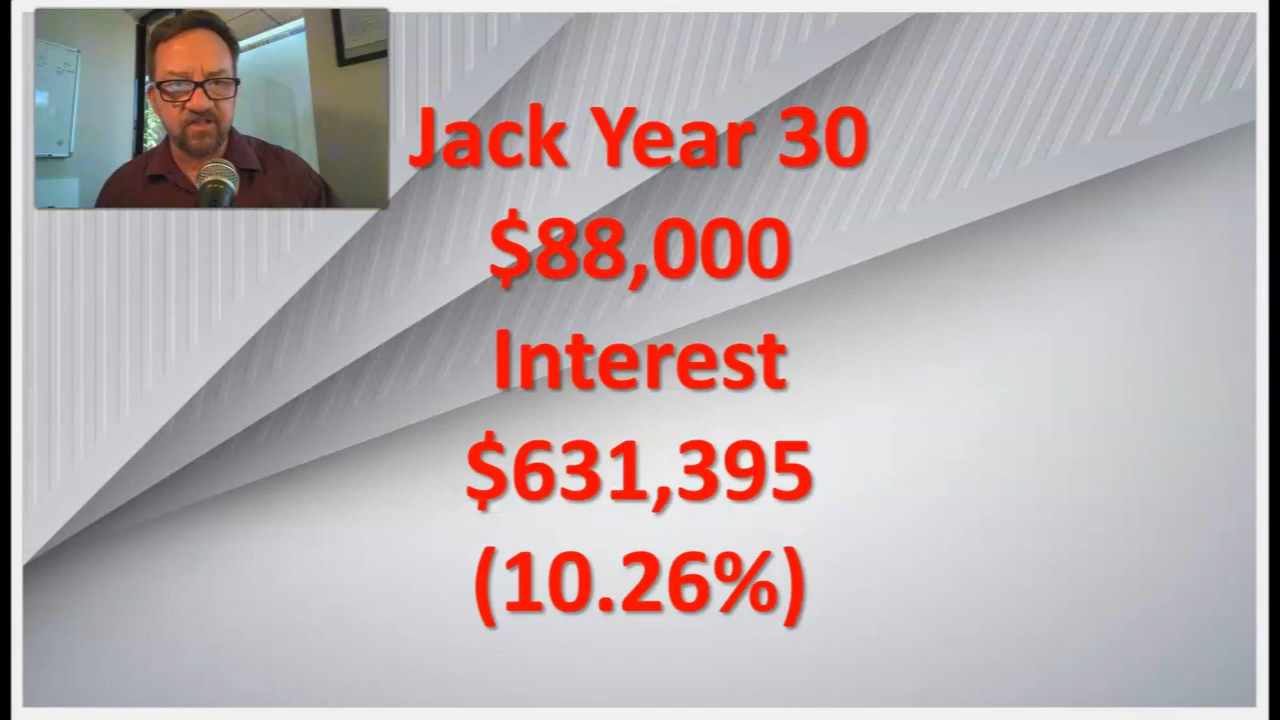 Jack Year 30
$88,000
Interest
$631,395
(10.26%)